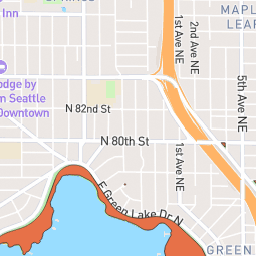 MAPL
LEAF
1st Ave NE
2nd Ave NE
5th Ave NE
Inn
odge by
m Seattle
Downtown
N 82nd St
N 80th St
1st Ave NE
E Green Lake Dr N
GREEN